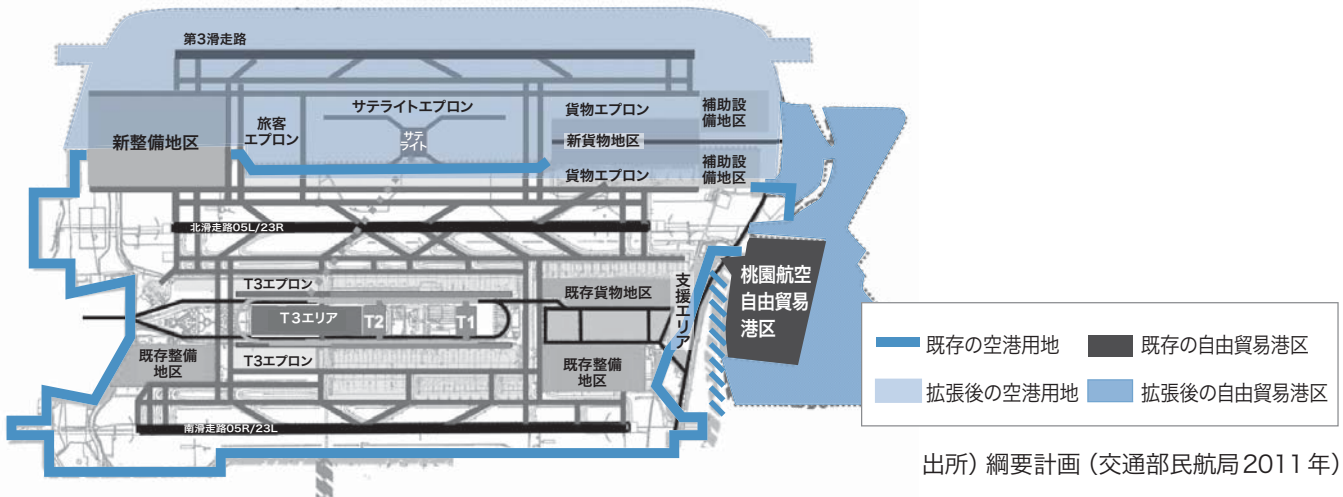 第3滑走路
サテライトエプロン
旅客
エプロン
貨物エプロン
補助設
備地区
新整備地区
サテ
ライト
新貨物地区
貨物エプロン
補助設
備地区
北滑走路05L/23R
T3エプロン
既存貨物地区
支援エリア
桃園航空
自由貿易
港区
T3エリア
T2
T1
既存整備
地区
T3エプロン
既存整備
地区
南滑走路05R/23L
既存の空港用地
既存の自由貿易港区
拡張後の空港用地
拡張後の自由貿易港区
出所）綱要計画（交通部民航局2011年）